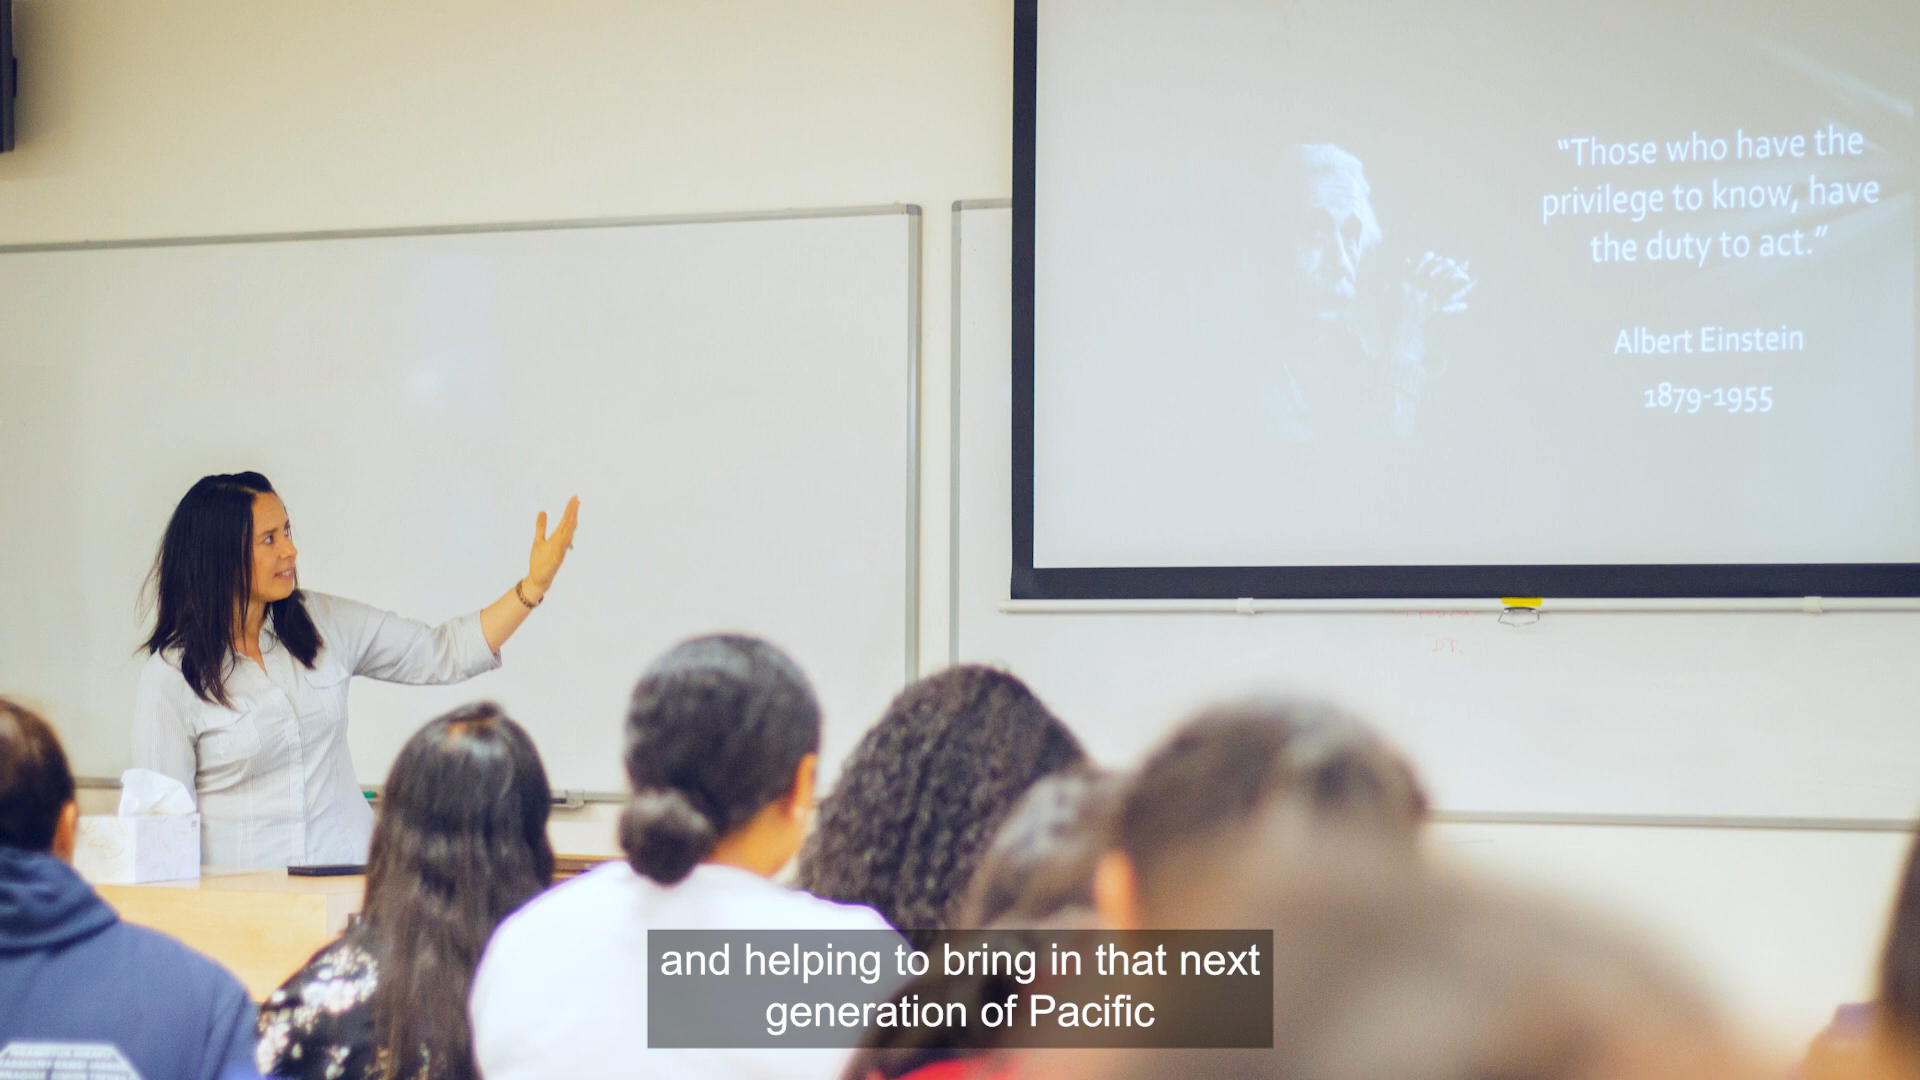 “Those who have the
privilege to know, have
the duty to act.”
Albert Einstein
1879-1955
and helping to bring in that next
generation of Pacific